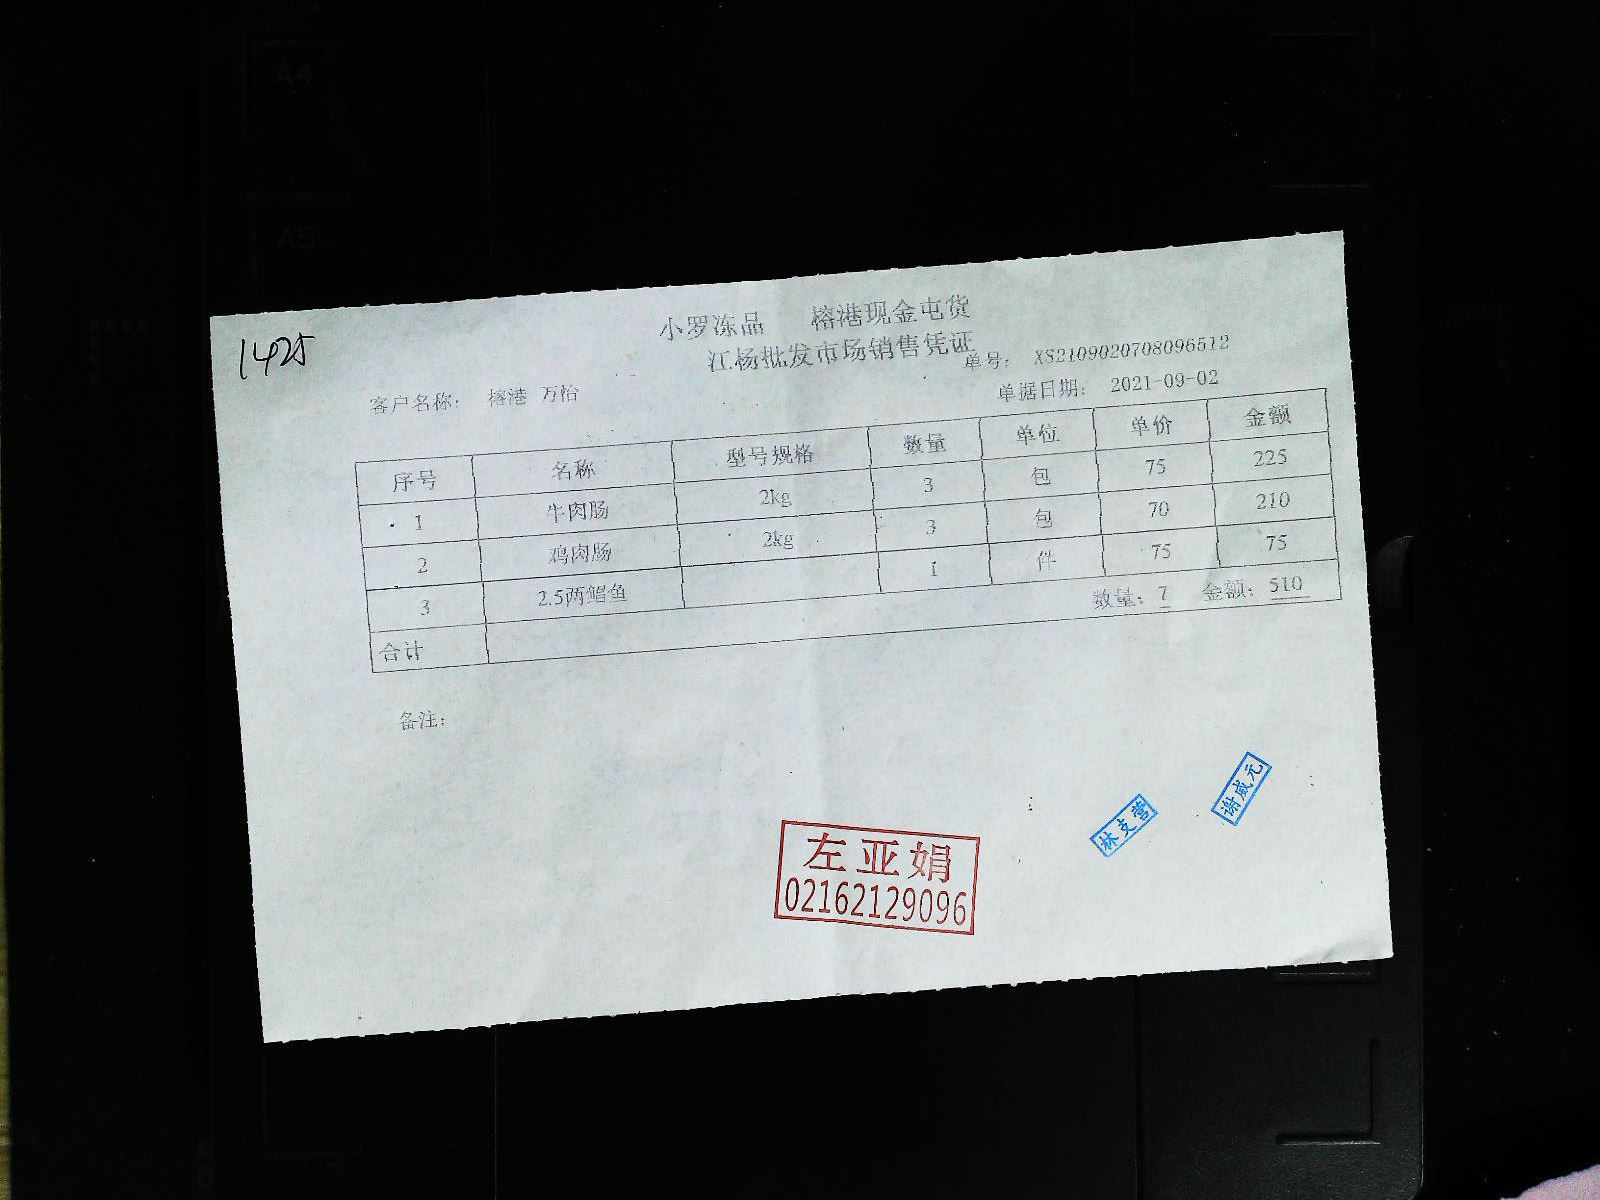 A4
A5
1425
小罗冻品 榕港现金屯货
江杨批发市场销售凭证
单号: XS2109020708096512
客户名称: 榕港 万怡 单据日期: 2021-09-02
序号 名称 型号规格 数量 单位 单价 金额
1 牛肉肠 2kg 3 包 75 225
2 鸡肉肠 2kg 3 包 70 210
3 2.5两鲳鱼 1 件 75 75
合计 数量: 7 金额: 510
备注:
林支营
谢咸元
左亚娟
02162129096